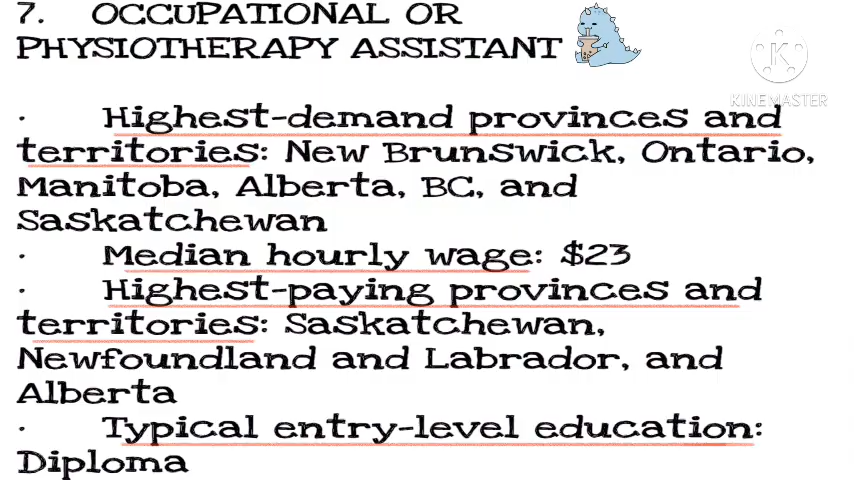 7. OCCUPATIONAL OR
PHYSIOTHERAPY ASSISTANT
K
KINEMASTER
· Highest-demand provinces and
territories: New Brunswick, Ontario,
Manitoba, Alberta, BC, and
Saskatchewan
· Median hourly wage: $23
· Highest-paying provinces and
territories: Saskatchewan,
Newfoundland and Labrador, and
Alberta
· Typical entry-level education:
Diploma